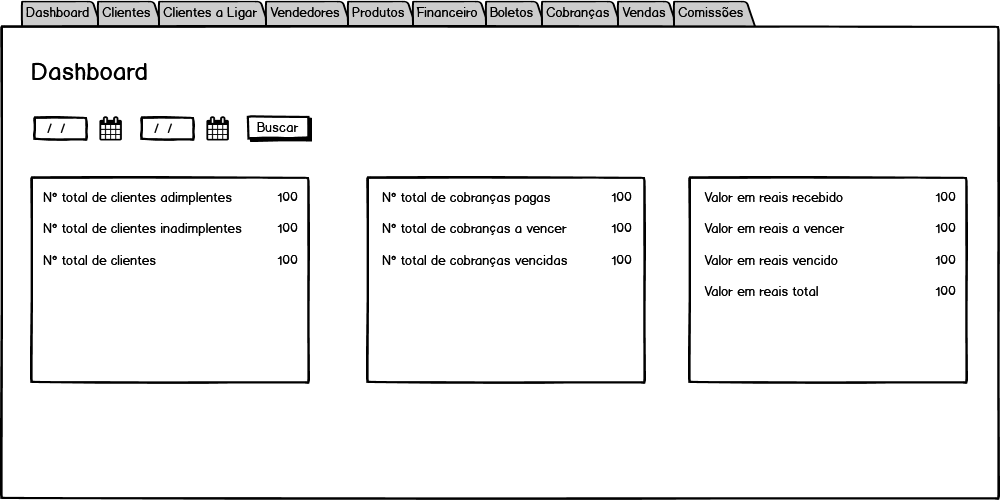 Dashboard Clientes Clientes a Ligar Vendedores Produtos Financeiro Boletos Cobranças Vendas Comissões
Dashboard
/ / / / Buscar
Nº total de clientes adimplentes 100
Nº total de clientes inadimplentes 100
Nº total de clientes 100
Nº total de cobranças pagas 100
Nº total de cobranças a vencer 100
Nº total de cobranças vencidas 100
Valor em reais recebido 100
Valor em reais a vencer 100
Valor em reais vencido 100
Valor em reais total 100